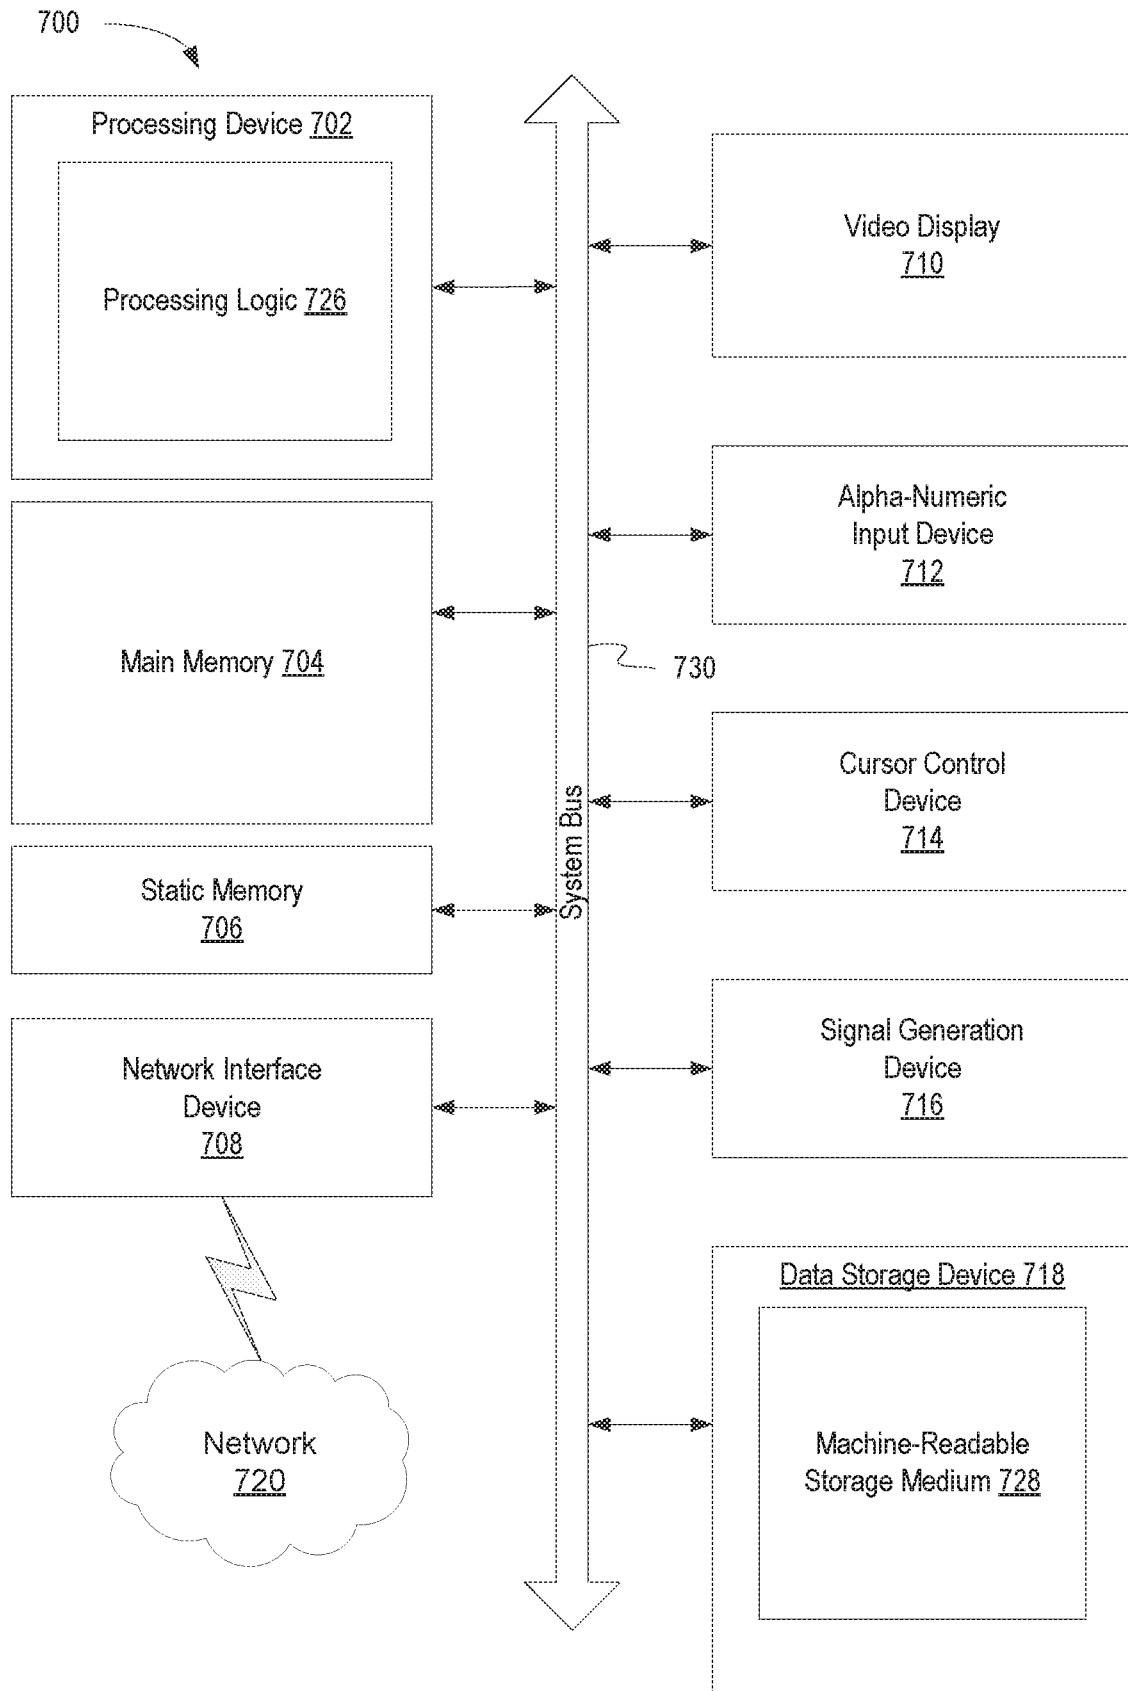 700
Processing Device 702
Processing Logic 726
Main Memory 704
Static Memory
706
Network Interface
Device
708
Network
720
System Bus
730
Video Display
710
Alpha-Numeric
Input Device
712
Cursor Control
Device
714
Signal Generation
Device
716
Data Storage Device 718
Machine-Readable
Storage Medium 728